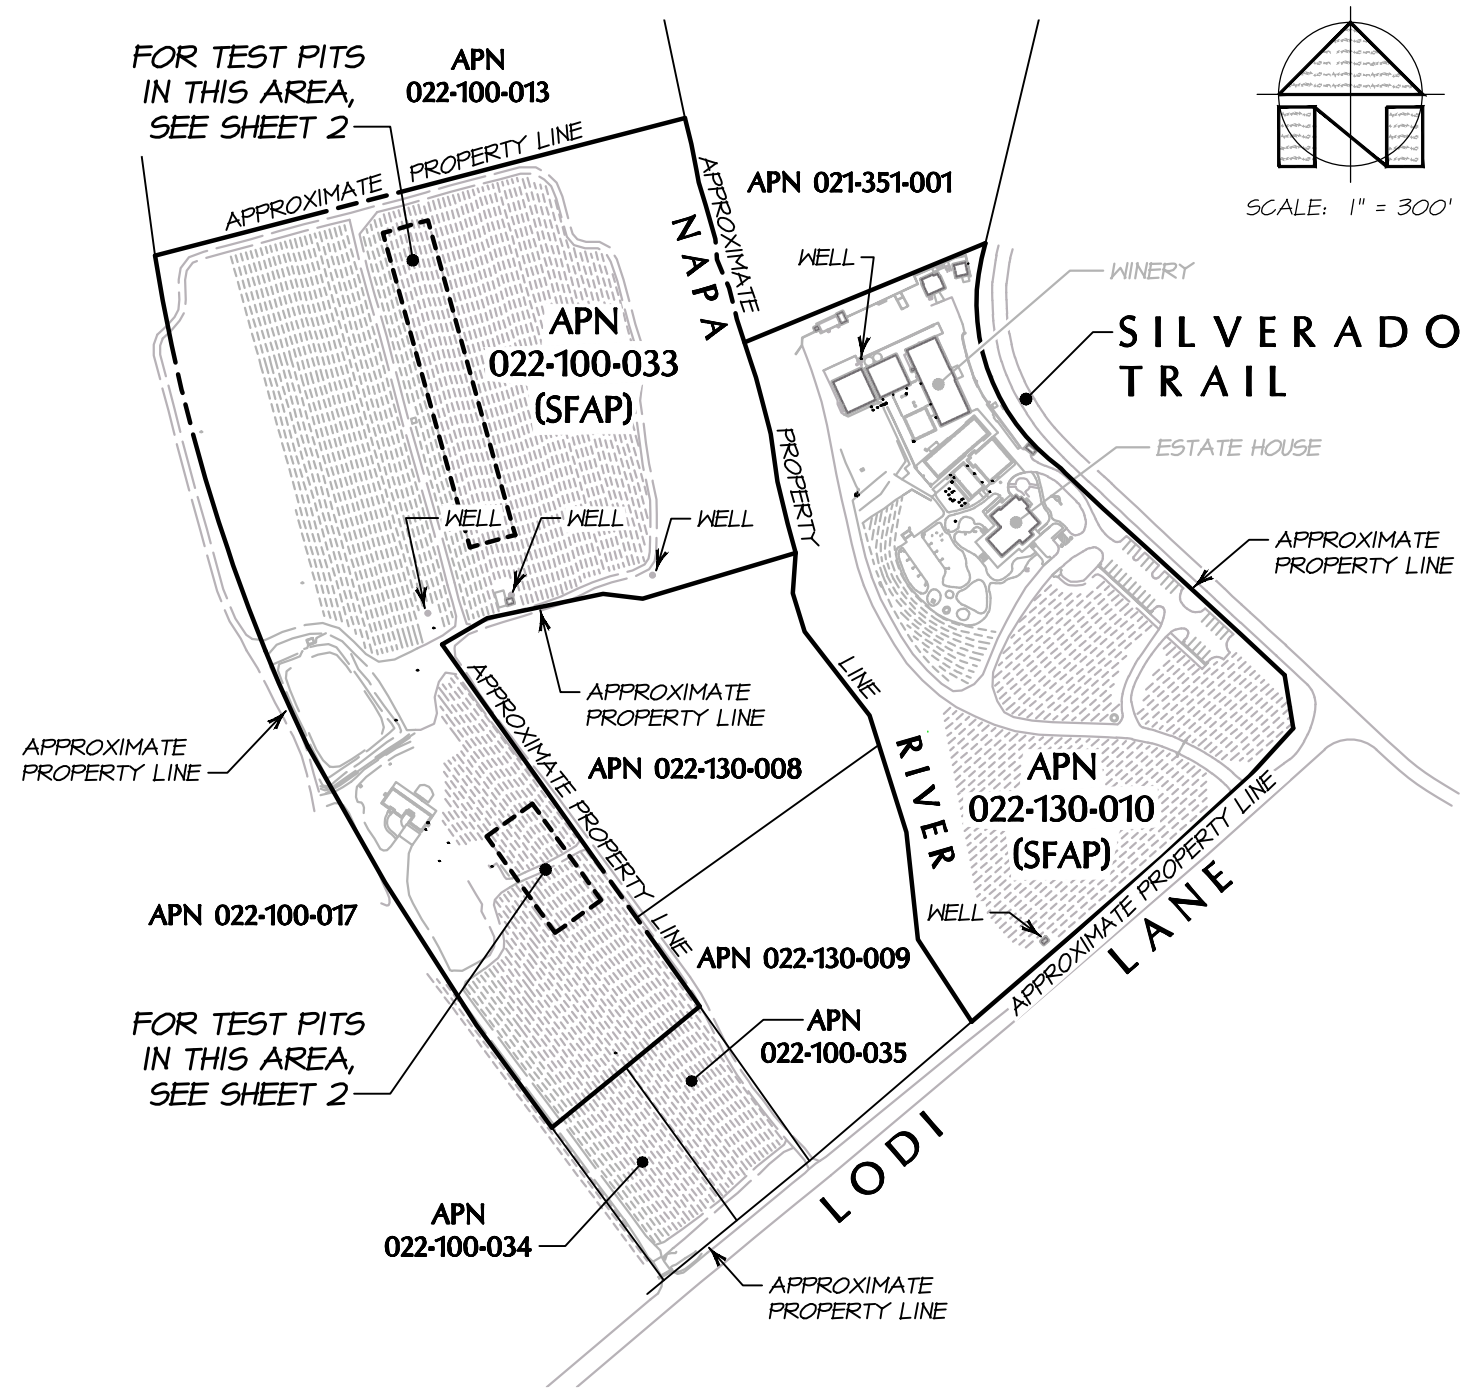 FOR TEST PITS
IN THIS AREA,
SEE SHEET 2
APN
022-100-013
APPROXIMATE PROPERTY LINE
APPROXIMATE
PROPERTY
LINE
APN 021-351-001
N
SCALE: 1" = 300'
NAPA
RIVER
WELL
WINERY
SILVERADO
TRAIL
APN
022-100-033
(SFAP)
ESTATE HOUSE
WELL
WELL
WELL
APPROXIMATE
PROPERTY LINE
APPROXIMATE
PROPERTY LINE
APPROXIMATE PROPERTY LINE
APPROXIMATE
PROPERTY LINE
APN 022-130-008
APN
022-130-010
(SFAP)
APN 022-100-017
WELL
APN 022-130-009
APPROXIMATE PROPERTY LINE
LODI LANE
FOR TEST PITS
IN THIS AREA,
SEE SHEET 2
APN
022-100-035
APN
022-100-034
APPROXIMATE
PROPERTY LINE